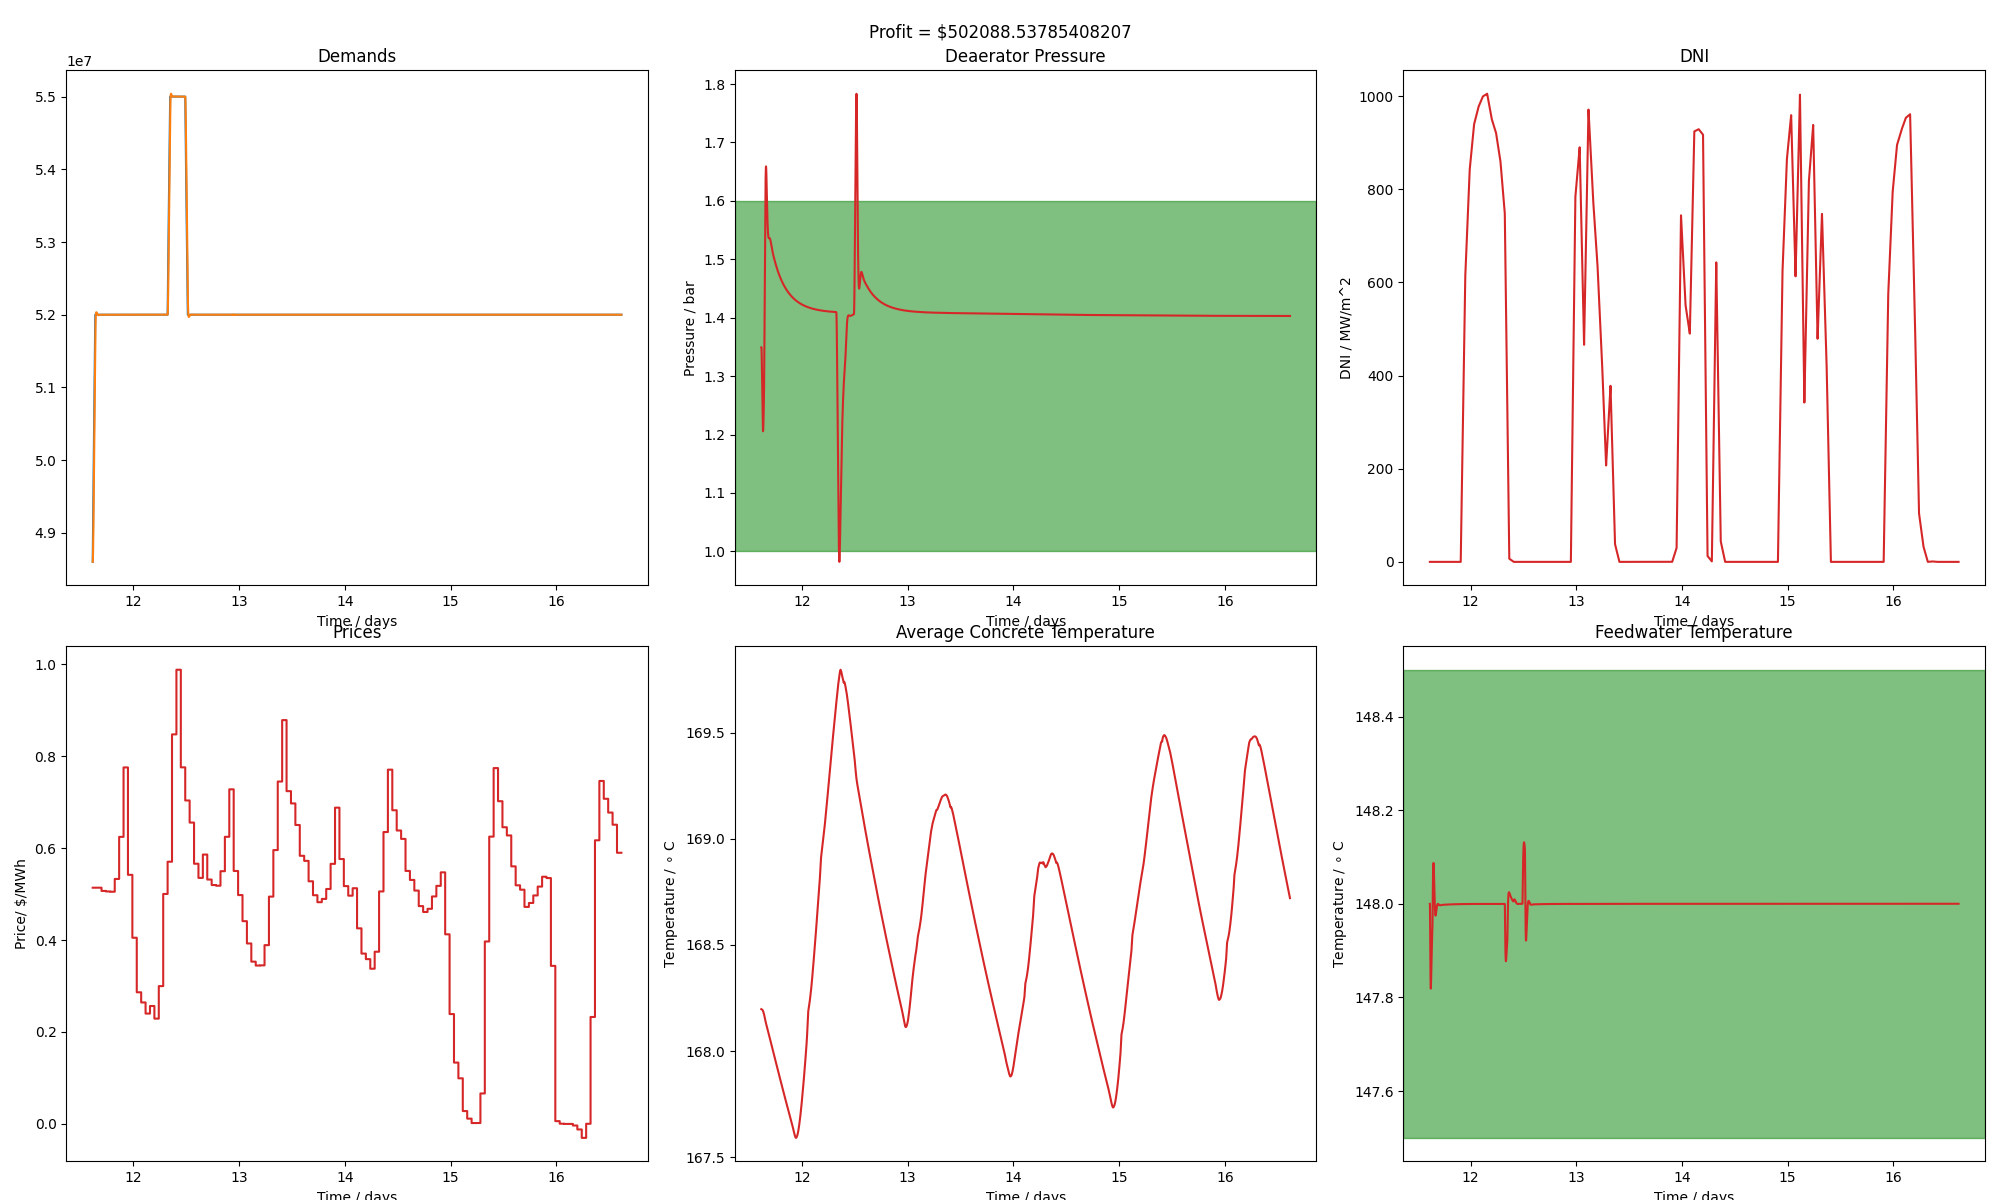 Profit = $502088.53785408207
Demands
1e7
5.5
5.4
5.3
5.2
5.1
5.0
4.9
12 13 14 15 16
Time / days
Deaerator Pressure
Pressure / bar
1.8
1.7
1.6
1.5
1.4
1.3
1.2
1.1
1.0
12 13 14 15 16
Time / days
DNI
DNI / MW/m^2
1000
800
600
400
200
0
12 13 14 15 16
Time / days
Prices
Price/ $/MWh
1.0
0.8
0.6
0.4
0.2
0.0
12 13 14 15 16
Time / days
Average Concrete Temperature
Temperature / ∘ C
169.5
169.0
168.5
168.0
167.5
12 13 14 15 16
Time / days
Feedwater Temperature
Temperature / ∘ C
148.4
148.2
148.0
147.8
147.6
12 13 14 15 16
Time / days